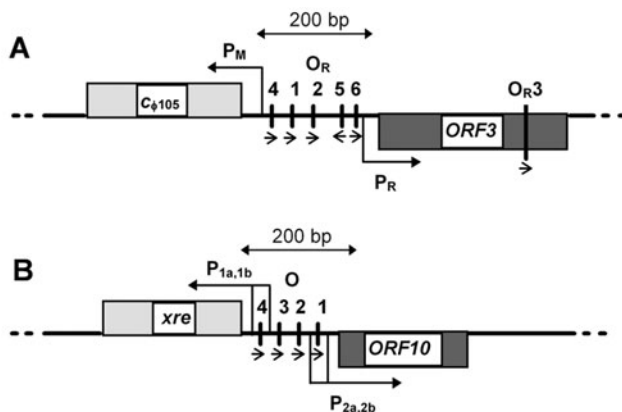 200 bp
A
P_M
O_R
4 1 2 5 6
O_R3
c_ϕ105
ORF3
P_R
200 bp
B
P_1a,1b
O
4 3 2 1
xre
ORF10
P_2a,2b